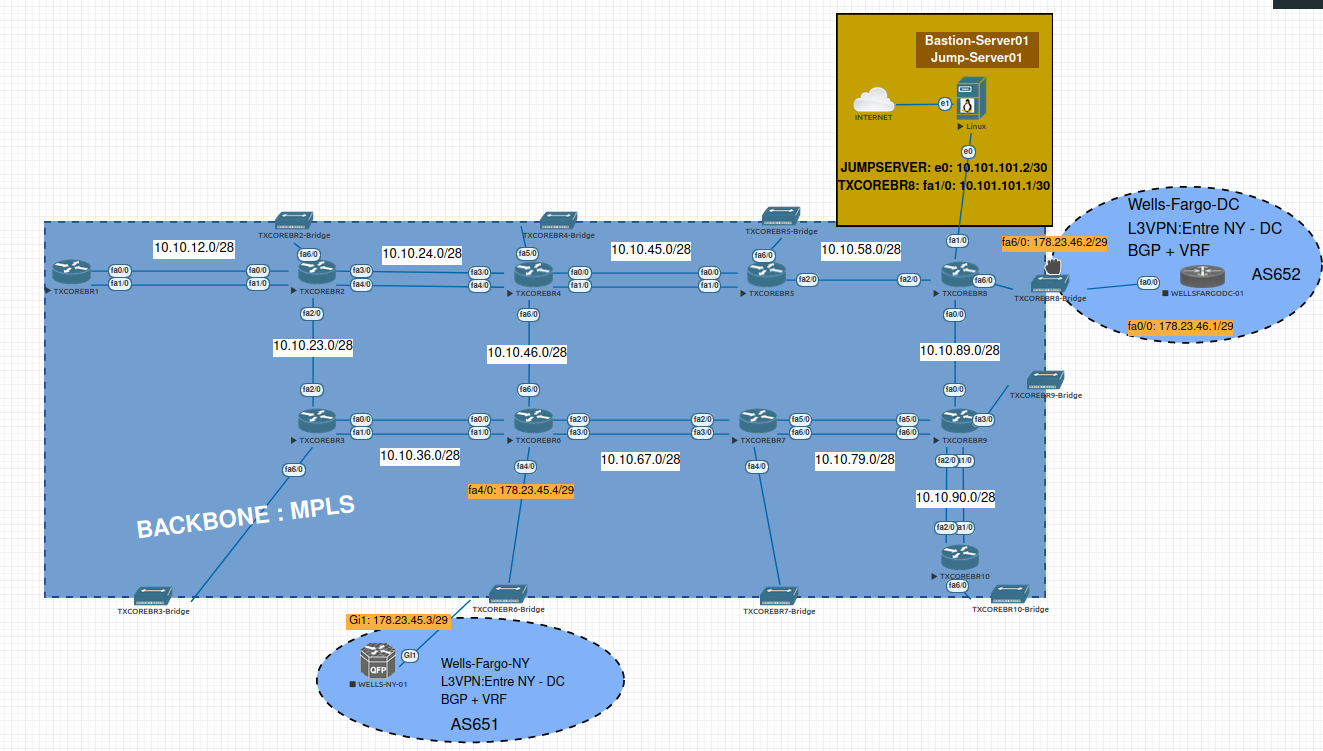 Bastion-Server01
Jump-Server01
e1
INTERNET
Linux
e0
JUMPSERVER: e0: 10.101.101.2/30
TXCOREBR8: fa1/0: 10.101.101.1/30
Wells-Fargo-DC
L3VPN:Entre NY - DC
BGP + VRF
AS652
fa6/0: 178.23.46.2/29
fa0/0
WELLSFARGODC-01
fa0/0: 178.23.46.1/29
TXCOREBR8-Bridge
TXCOREBR2-Bridge
TXCOREBR4-Bridge
TXCOREBR5-Bridge
10.10.12.0/28
10.10.24.0/28
10.10.45.0/28
10.10.58.0/28
fa6/0
fa5/0
fa6/0
fa1/0
fa0/0
fa0/0
fa3/0
fa3/0
fa0/0
fa0/0
fa2/0
fa2/0
fa6/0
fa1/0
fa1/0
fa4/0
fa4/0
fa1/0
fa1/0
TXCOREBR1
TXCOREBR2
TXCOREBR4
TXCOREBR5
TXCOREBR8
fa2/0
fa6/0
fa0/0
10.10.23.0/28
10.10.46.0/28
10.10.89.0/28
fa2/0
fa6/0
fa0/0
TXCOREBR9-Bridge
fa0/0
fa0/0
fa2/0
fa2/0
fa5/0
fa5/0
fa3/0
fa1/0
fa1/0
fa3/0
fa3/0
fa6/0
fa6/0
TXCOREBR3
TXCOREBR6
TXCOREBR7
TXCOREBR9
10.10.36.0/28
10.10.67.0/28
10.10.79.0/28
fa6/0
fa4/0
fa4/0
fa2/0
a1/0
fa4/0: 178.23.45.4/29
10.10.90.0/28
BACKBONE : MPLS
fa2/0
a1/0
TXCOREBR10
fa6/0
TXCOREBR3-Bridge
TXCOREBR6-Bridge
TXCOREBR7-Bridge
TXCOREBR10-Bridge
Gi1: 178.23.45.3/29
Gi1
QFP
WELLS-NY-01
Wells-Fargo-NY
L3VPN:Entre NY - DC
BGP + VRF
AS651